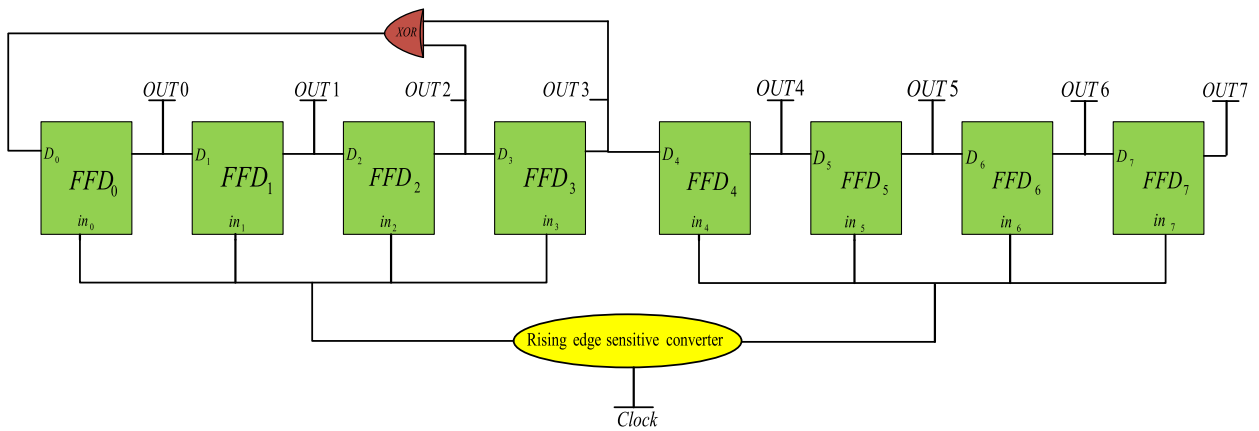 XOR
OUT0
OUT1
OUT2
OUT3
OUT4
OUT5
OUT6
OUT7
D0
FFD0
in0
D1
FFD1
in1
D2
FFD2
in2
D3
FFD3
in3
D4
FFD4
in4
D5
FFD5
in5
D6
FFD6
in6
D7
FFD7
in7
Rising edge sensitive converter
Clock